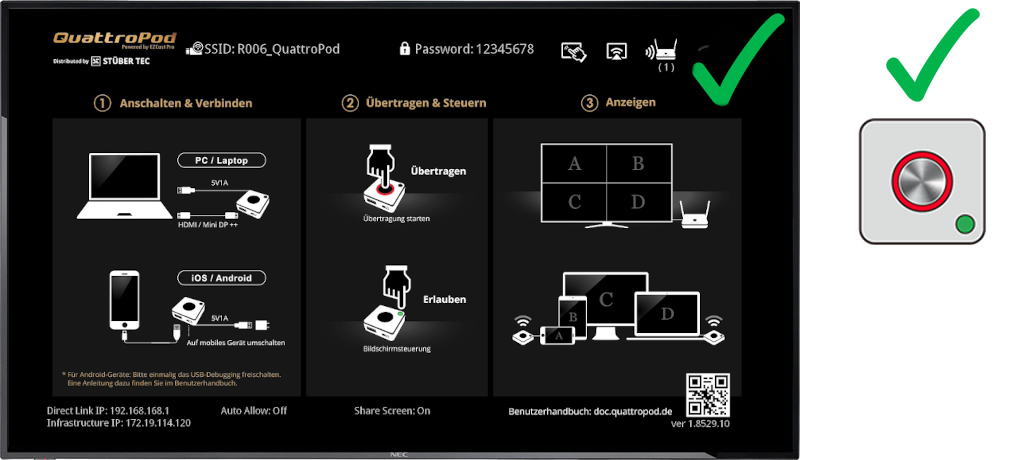 QuattroPod
Powered by EZCast Pro
Distributed by STÜBER TEC
SSID: R006_QuattroPod
Password: 12345678
(1)
1 Anschalten & Verbinden
2 Übertragen & Steuern
3 Anzeigen
PC / Laptop
5V1A
HDMI / Mini DP ++
iOS / Android
5V1A
Auf mobiles Gerät umschalten
* Für Android-Geräte: Bitte einmalig das USB-Debugging freischalten.
Eine Anleitung dazu finden Sie im Benutzerhandbuch.
Übertragen
Übertragung starten
Erlauben
Bildschirmsteuerung
A B
C D
C
B
D
A
Direct Link IP: 192.168.168.1
Auto Allow: Off
Share Screen: On
Benutzerhandbuch: doc.quattropod.de
Infrastructure IP: 172.19.114.120
ver 1.8529.10
NEC